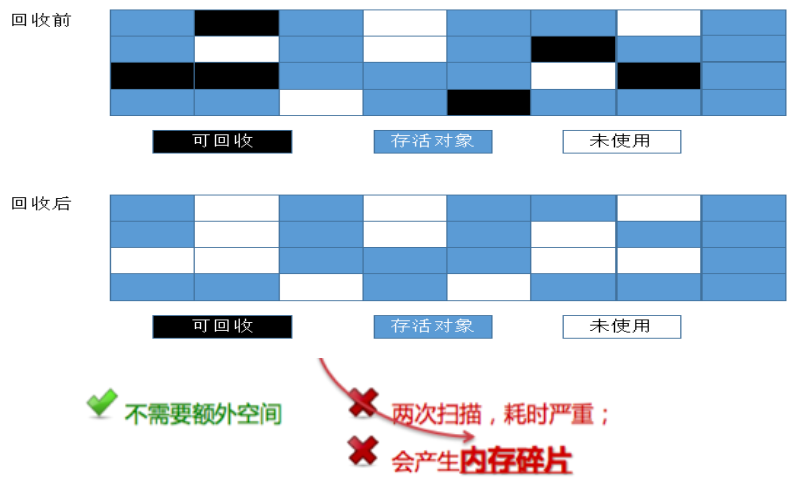 回收前
可回收 存活对象 未使用
回收后
可回收 存活对象 未使用
不需要额外空间 两次扫描，耗时严重；
会产生内存碎片